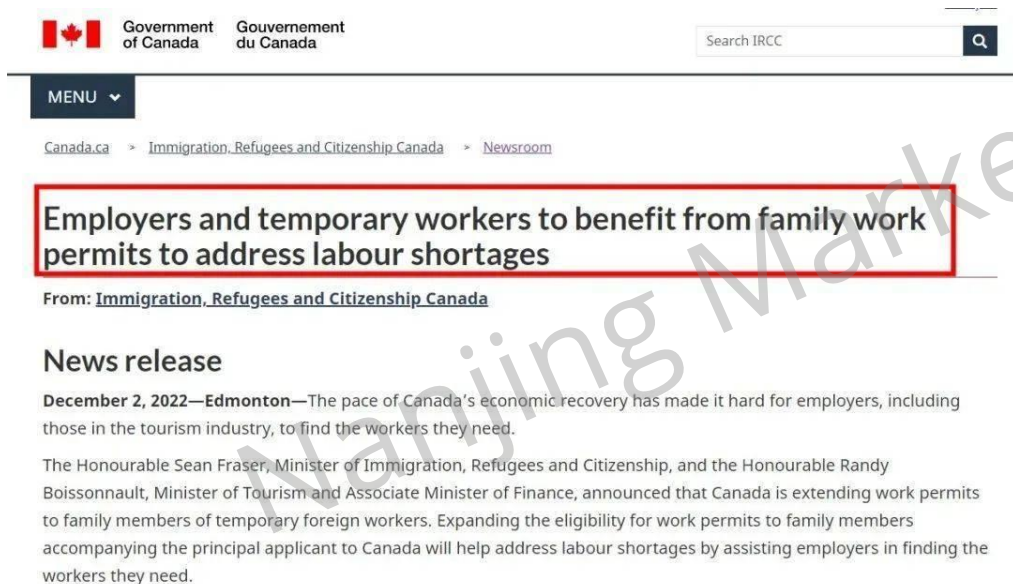 Government of Canada
Gouvernement du Canada
Search IRCC
MENU
Canada.ca > Immigration, Refugees and Citizenship Canada > Newsroom
Employers and temporary workers to benefit from family work
permits to address labour shortages
From: Immigration, Refugees and Citizenship Canada
News release
December 2, 2022—Edmonton—The pace of Canada's economic recovery has made it hard for employers, including
those in the tourism industry, to find the workers they need.
The Honourable Sean Fraser, Minister of Immigration, Refugees and Citizenship, and the Honourable Randy
Boissonnault, Minister of Tourism and Associate Minister of Finance, announced that Canada is extending work permits
to family members of temporary foreign workers. Expanding the eligibility for work permits to family members
accompanying the principal applicant to Canada will help address labour shortages by assisting employers in finding the
workers they need.
Nanjing Marke